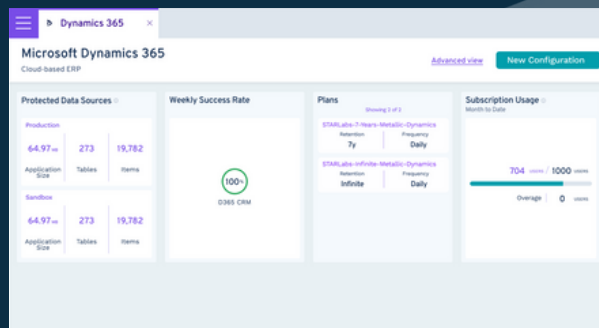 Dynamics 365 ×
Microsoft Dynamics 365
Cloud-based ERP
Advanced view
New Configuration
Protected Data Sources
Production
64.97
273
19,782
Application Size
Tables
Items
Sandbox
64.97
273
19,782
Application Size
Tables
Items
Weekly Success Rate
100%
D365 CRM
Plans
Showing 2 of 2
STARLabs-7-Years-Metallic-Dynamics
Retention
Frequency
7y
Daily
STARLabs-Infinite-Metallic-Dynamics
Retention
Frequency
Infinite
Daily
Subscription Usage
Month to Date
704 users / 1000 users
Overage 0 users